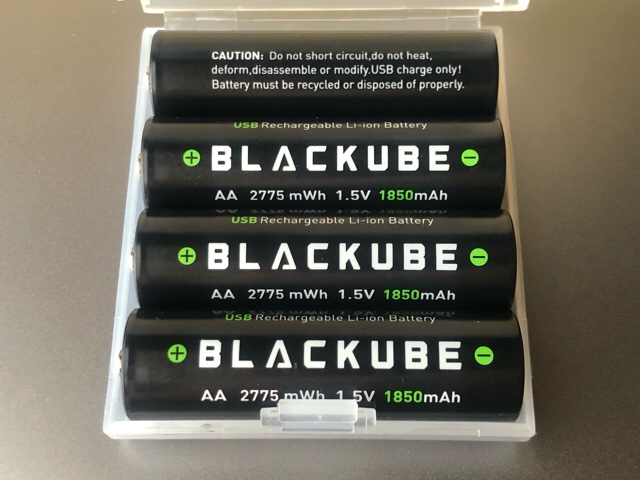 CAUTION: Do not short circuit,do not heat,
deform,disassemble or modify.USB charge only!
Battery must be recycled or disposed of properly.
USB Rechargeable Li-ion Battery
+ BLACKUBE -
AA 2775 mWh 1.5V 1850mAh
USB Rechargeable Li-ion Battery
+ BLACKUBE -
AA 2775 mWh 1.5V 1850mAh
USB Rechargeable Li-ion Battery
+ BLACKUBE -
AA 2775 mWh 1.5V 1850mAh